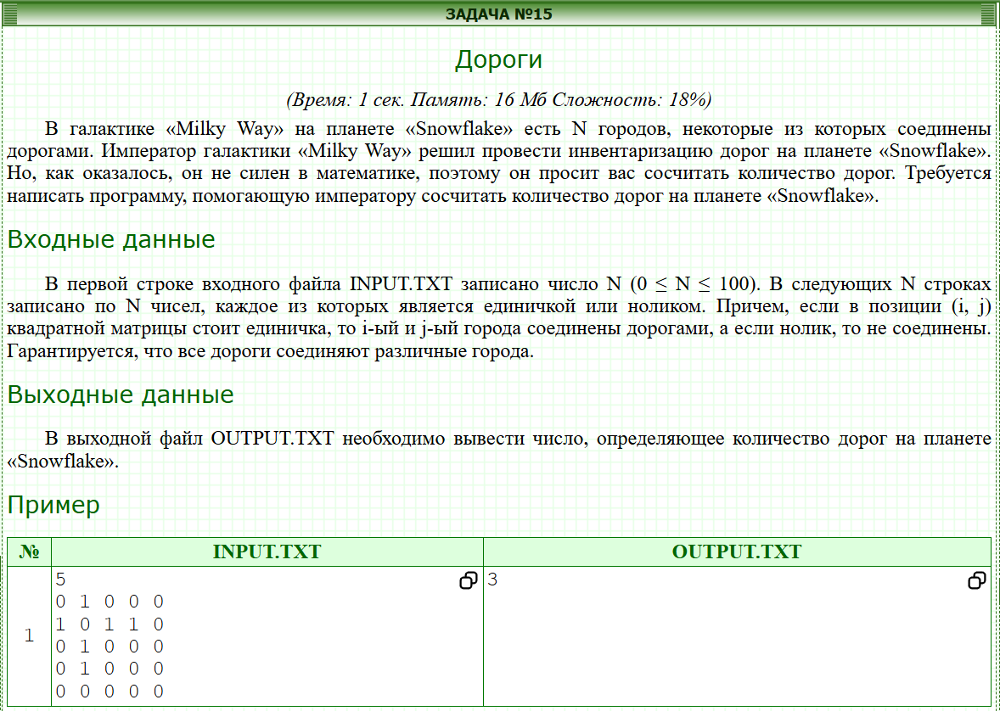 ЗАДАЧА №15
Дороги
(Время: 1 сек. Память: 16 Мб Сложность: 18%)
В галактике «Milky Way» на планете «Snowflake» есть N городов, некоторые из которых соединены
дорогами. Император галактики «Milky Way» решил провести инвентаризацию дорог на планете «Snowflake».
Но, как оказалось, он не силен в математике, поэтому он просит вас сосчитать количество дорог. Требуется
написать программу, помогающую императору сосчитать количество дорог на планете «Snowflake».
Входные данные
В первой строке входного файла INPUT.TXT записано число N (0 ≤ N ≤ 100). В следующих N строках
записано по N чисел, каждое из которых является единичкой или ноликом. Причем, если в позиции (i, j)
квадратной матрицы стоит единичка, то i-ый и j-ый города соединены дорогами, а если нолик, то не соединены.
Гарантируется, что все дороги соединяют различные города.
Выходные данные
В выходной файл OUTPUT.TXT необходимо вывести число, определяющее количество дорог на планете
«Snowflake».
Пример
№ INPUT.TXT OUTPUT.TXT
5 3
0 1 0 0 0
1 0 1 1 0
1
0 1 0 0 0
0 1 0 0 0
0 0 0 0 0